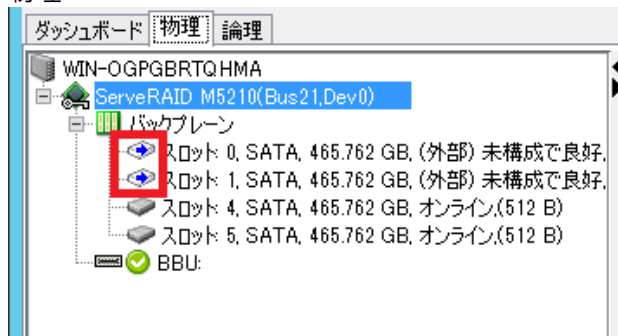 物理
ダッシュボード 物理 論理
WIN-OGPGBRTQHMA
ServeRAID M5210(Bus21,Dev0)
バックプレーン
スロット: 0, SATA, 465.762 GB, (外部) 未構成で良好,
スロット: 1, SATA, 465.762 GB, (外部) 未構成で良好,
スロット: 4, SATA, 465.762 GB, オンライン,(512 B)
スロット: 5, SATA, 465.762 GB, オンライン,(512 B)
BBU: